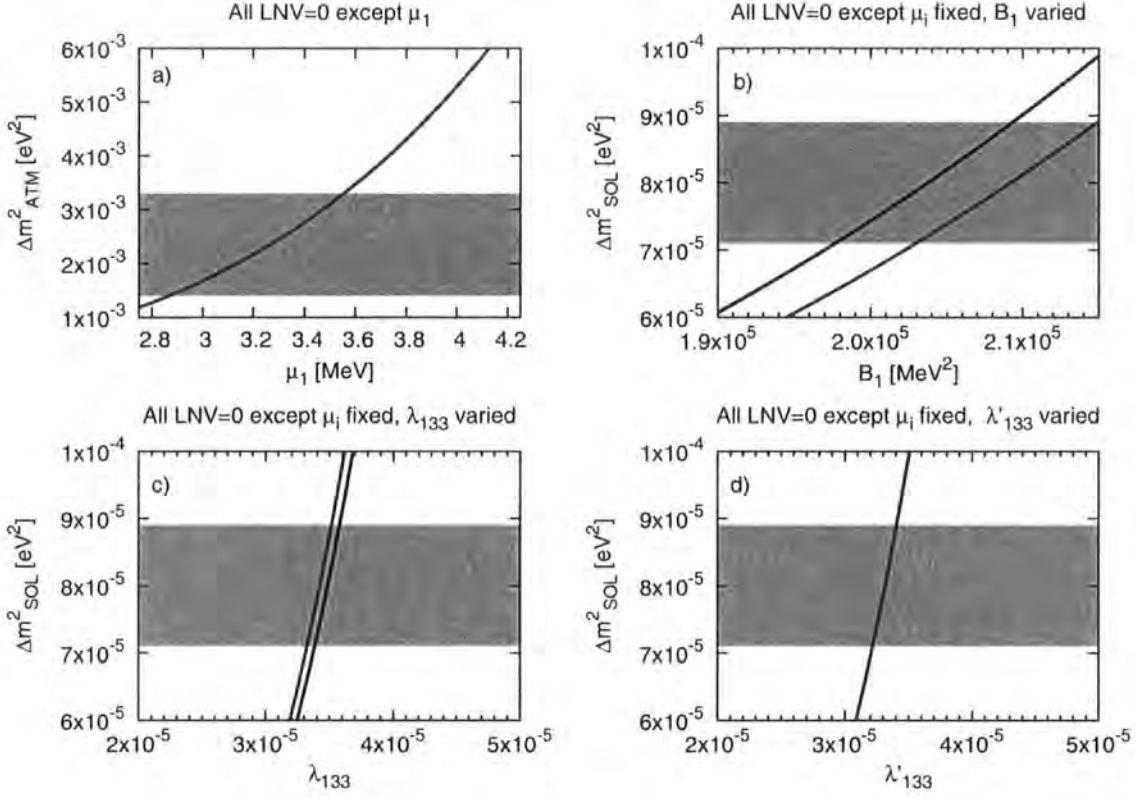 All LNV=0 except μ₁
a)
6x10⁻³
5x10⁻³
4x10⁻³
3x10⁻³
2x10⁻³
1x10⁻³
Δm²ATM [eV²]
2.8 3 3.2 3.4 3.6 3.8 4 4.2
μ₁ [MeV]
All LNV=0 except μᵢ fixed, B₁ varied
b)
1x10⁻⁴
9x10⁻⁵
8x10⁻⁵
7x10⁻⁵
6x10⁻⁵
Δm²SOL [eV²]
1.9x10⁵ 2.0x10⁵ 2.1x10⁵
B₁ [MeV²]
All LNV=0 except μᵢ fixed, λ₁₃₃ varied
c)
1x10⁻⁴
9x10⁻⁵
8x10⁻⁵
7x10⁻⁵
6x10⁻⁵
Δm²SOL [eV²]
2x10⁻⁵ 3x10⁻⁵ 4x10⁻⁵ 5x10⁻⁵
λ₁₃₃
All LNV=0 except μᵢ fixed, λ'₁₃₃ varied
d)
1x10⁻⁴
9x10⁻⁵
8x10⁻⁵
7x10⁻⁵
6x10⁻⁵
Δm²SOL [eV²]
2x10⁻⁵ 3x10⁻⁵ 4x10⁻⁵ 5x10⁻⁵
λ'₁₃₃